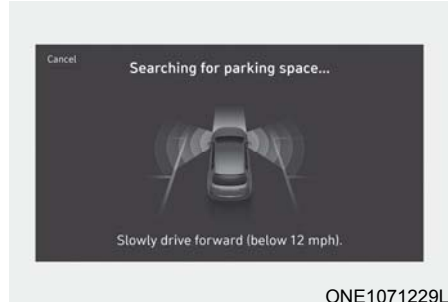 Cancel
Searching for parking space...
Slowly drive forward (below 12 mph).
ONE1071229L